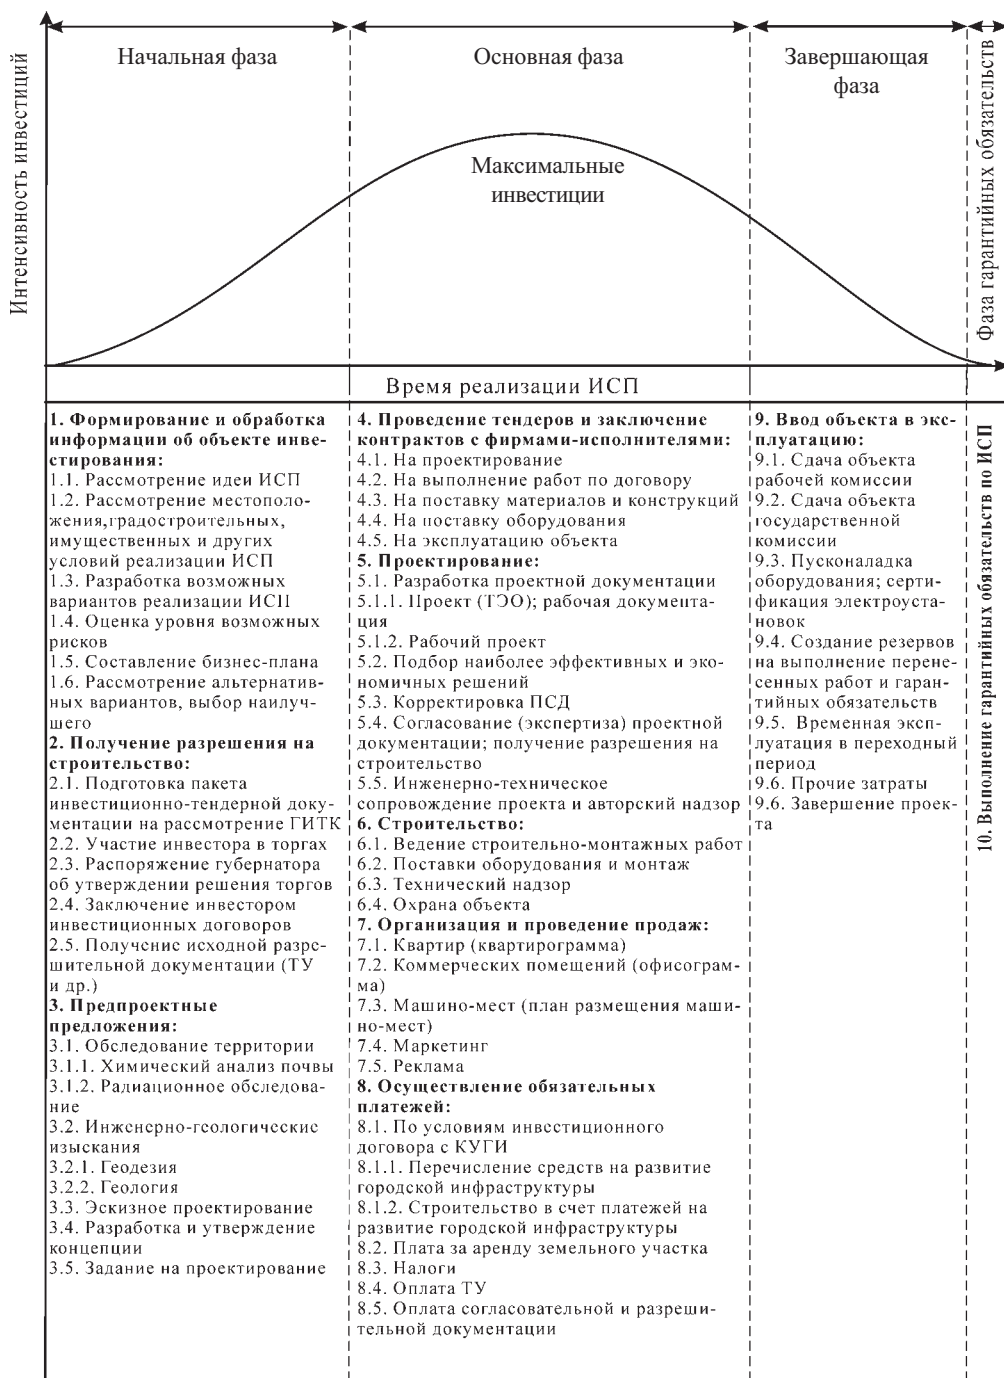 Интенсивность инвестиций
Начальная фаза
Основная фаза
Завершающая
фаза
Фаза гарантийных обязательств
Максимальные
инвестиции
Время реализации ИСП
1. Формирование и обработка
информации об объекте инве-
стирования:
1.1. Рассмотрение идеи ИСП
1.2. Рассмотрение местополо-
жения,градостроительных,
имущественных и других
условий реализации ИСП
1.3. Разработка возможных
вариантов реализации ИСП
1.4. Оценка уровня возможных
рисков
1.5. Составление бизнес-плана
1.6. Рассмотрение альтернатив-
ных вариантов, выбор наилуч-
шего
2. Получение разрешения на
строительство:
2.1. Подготовка пакета
инвестиционно-тендерной доку-
ментации на рассмотрение ГИТК
2.2. Участие инвестора в торгах
2.3. Распоряжение губернатора
об утверждении решения торгов
2.4. Заключение инвестором
инвестиционных договоров
2.5. Получение исходной разре-
шительной документации (ТУ
и др.)
3. Предпроектные
предложения:
3.1. Обследование территории
3.1.1. Химический анализ почвы
3.1.2. Радиационное обследова-
ние
3.2. Инженерно-геологические
изыскания
3.2.1. Геодезия
3.2.2. Геология
3.3. Эскизное проектирование
3.4. Разработка и утверждение
концепции
3.5. Задание на проектирование
4. Проведение тендеров и заключение
контрактов с фирмами-исполнителями:
4.1. На проектирование
4.2. На выполнение работ по договору
4.3. На поставку материалов и конструкций
4.4. На поставку оборудования
4.5. На эксплуатацию объекта
5. Проектирование:
5.1. Разработка проектной документации
5.1.1. Проект (ТЭО); рабочая документа-
ция
5.1.2. Рабочий проект
5.2. Подбор наиболее эффективных и эко-
номичных решений
5.3. Корректировка ПСД
5.4. Согласование (экспертиза) проектной
документации; получение разрешения на
строительство
5.5. Инженерно-техническое
сопровождение проекта и авторский надзор
6. Строительство:
6.1. Ведение строительно-монтажных работ
6.2. Поставки оборудования и монтаж
6.3. Технический надзор
6.4. Охрана объекта
7. Организация и проведение продаж:
7.1. Квартир (квартирограмма)
7.2. Коммерческих помещений (офисограм-
ма)
7.3. Машино-мест (план размещения маши-
но-мест)
7.4. Маркетинг
7.5. Реклама
8. Осуществление обязательных
платежей:
8.1. По условиям инвестиционного
договора с КУГИ
8.1.1. Перечисление средств на развитие
городской инфраструктуры
8.1.2. Строительство в счет платежей на
развитие городской инфраструктуры
8.2. Плата за аренду земельного участка
8.3. Налоги
8.4. Оплата ТУ
8.5. Оплата согласовательной и разреши-
тельной документации
9. Ввод объекта в экс-
плуатацию:
9.1. Сдача объекта
рабочей комиссии
9.2. Сдача объекта
государственной
комиссии
9.3. Пусконаладка
оборудования; серти-
фикация электроуста-
новок
9.4. Создание резервов
на выполнение перене-
сенных работ и гаран-
тийных обязательств
9.5. Временная экс-
плуатация в переходный
период
9.6. Прочие затраты
9.6. Завершение проек-
та
10. Выполнение гарантийных обязательств по ИСП